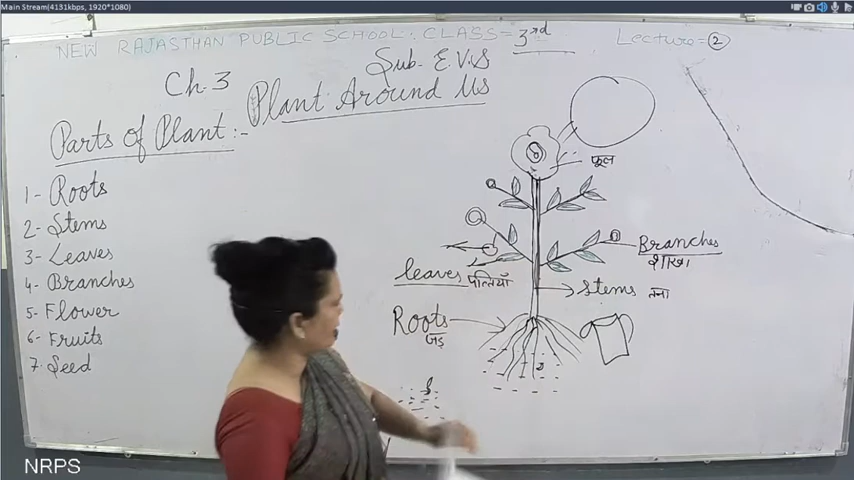 Main Stream(4131kbps, 1920*1080)
NEW RAJASTHAN PUBLIC SCHOOL: CLASS = 3rd
Lecture = 2
Sub- E.V.S
Ch. 3
Plant Around Us
Parts of Plant :-
1- Roots
2- Stems
3- Leaves
4- Branches
5- Flower
6- Fruits
7- Seed
फूल
Branches
शाखा
leaves पत्तियाँ
Stems तना
Roots
जड़
NRPS